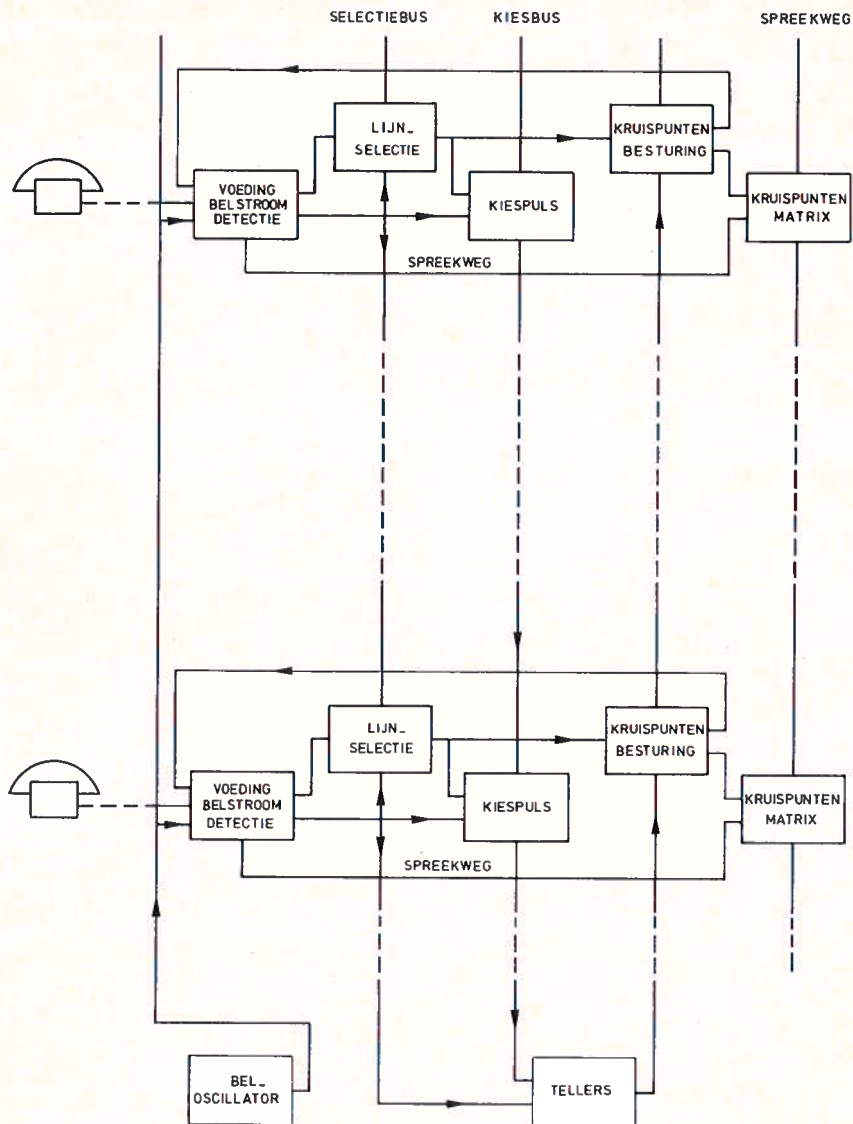 SELECTIEBUS
KIESBUS
SPREEKWEG
LIJN_
SELECTIE
KRUISPUNTEN
BESTURING
VOEDING
BELSTROOM
DETECTIE
KIESPULS
KRUISPUNTEN
MATRIX
SPREEKWEG
LIJN_
SELECTIE
KRUISPUNTEN
BESTURING
VOEDING
BELSTROOM
DETECTIE
KIESPULS
KRUISPUNTEN
MATRIX
SPREEKWEG
BEL_
OSCILLATOR
TELLERS